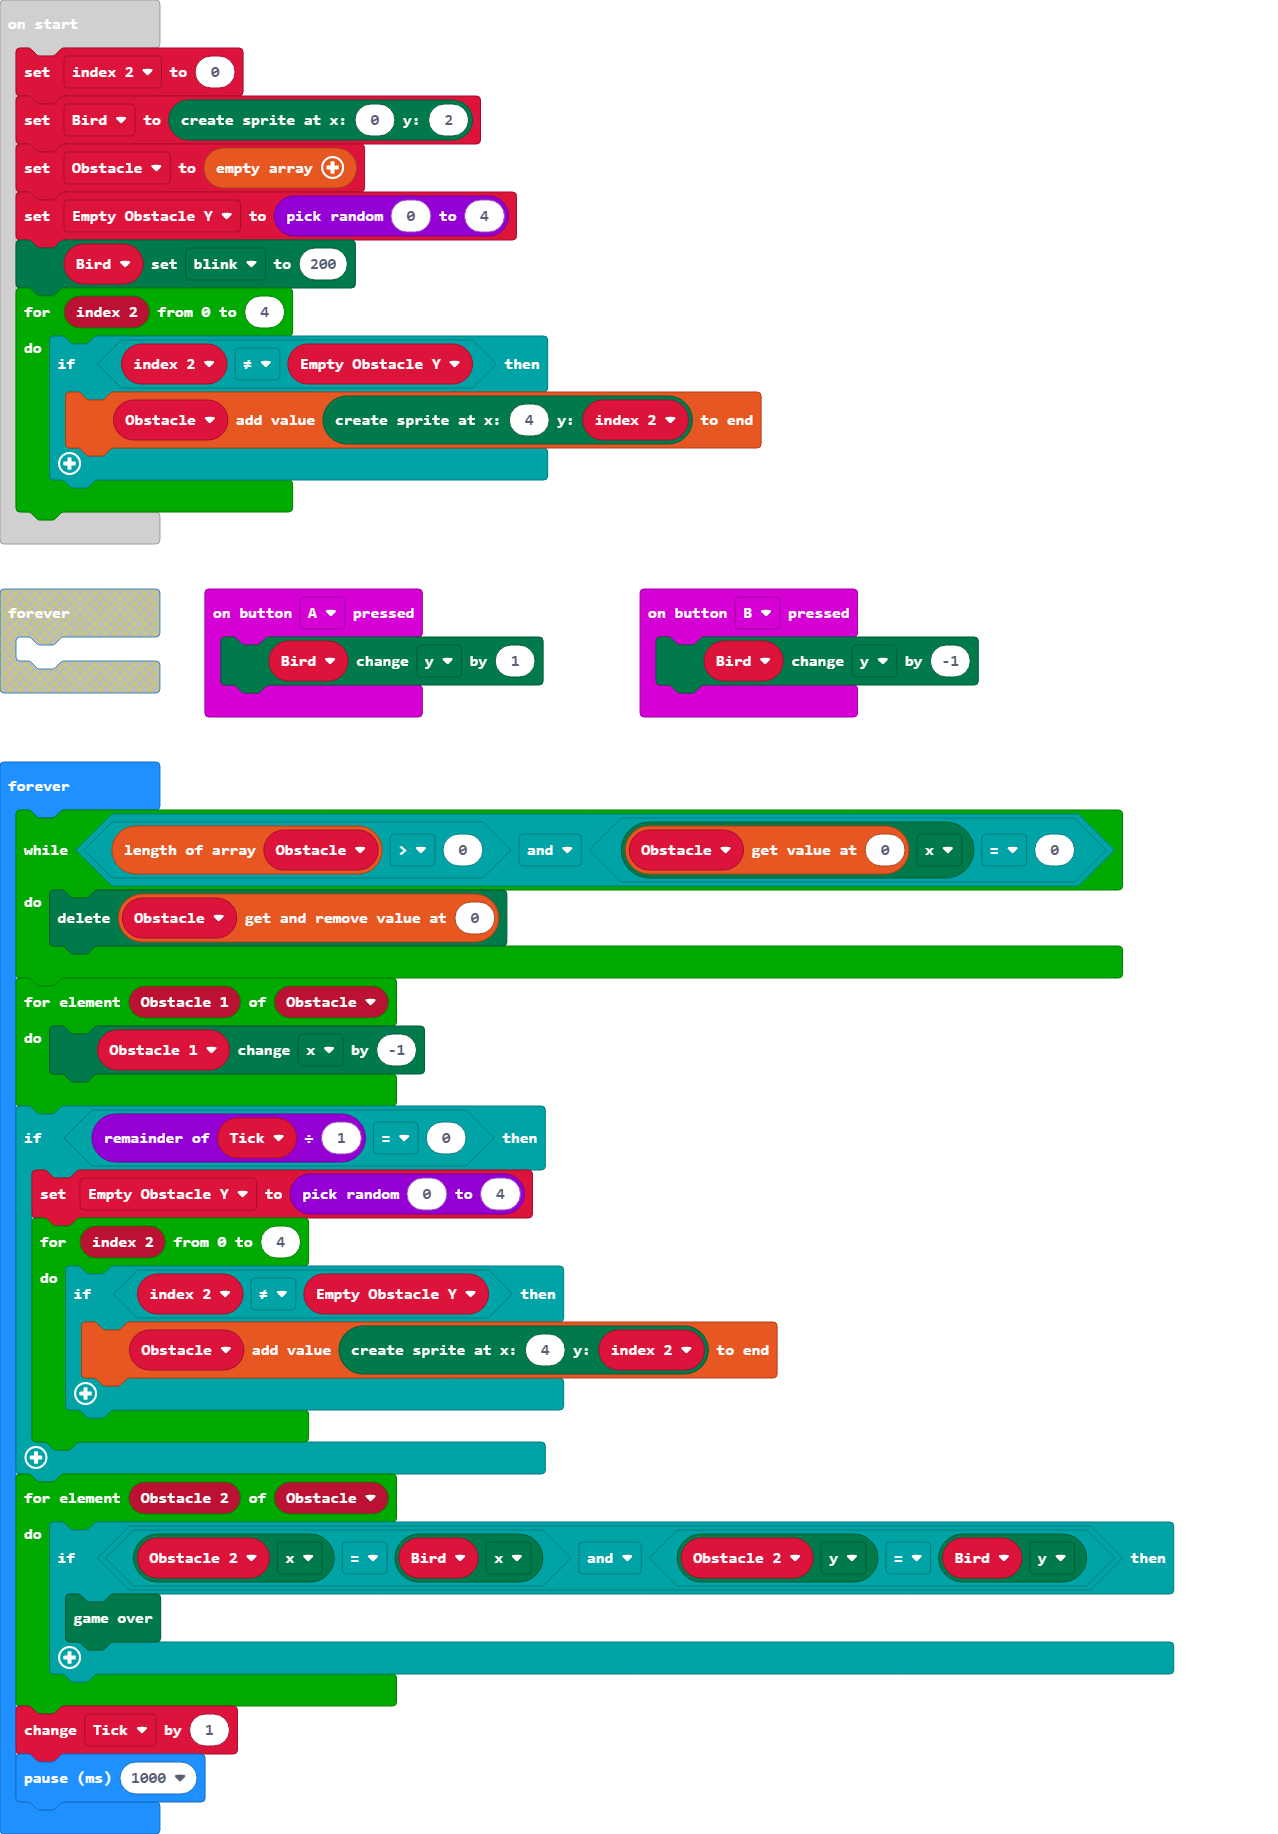 on start
set index 2 to 0
set Bird to create sprite at x: 0 y: 2
set Obstacle to empty array
set Empty Obstacle Y to pick random 0 to 4
Bird set blink to 200
for index 2 from 0 to 4
do
if index 2 ≠ Empty Obstacle Y then
Obstacle add value create sprite at x: 4 y: index 2 to end
forever
on button A pressed
Bird change y by 1
on button B pressed
Bird change y by -1
forever
while length of array Obstacle > 0 and Obstacle get value at 0 x = 0
do
delete Obstacle get and remove value at 0
for element Obstacle 1 of Obstacle
do
Obstacle 1 change x by -1
if remainder of Tick ÷ 1 = 0 then
set Empty Obstacle Y to pick random 0 to 4
for index 2 from 0 to 4
do
if index 2 ≠ Empty Obstacle Y then
Obstacle add value create sprite at x: 4 y: index 2 to end
for element Obstacle 2 of Obstacle
do
if Obstacle 2 x = Bird x and Obstacle 2 y = Bird y then
game over
change Tick by 1
pause (ms) 1000